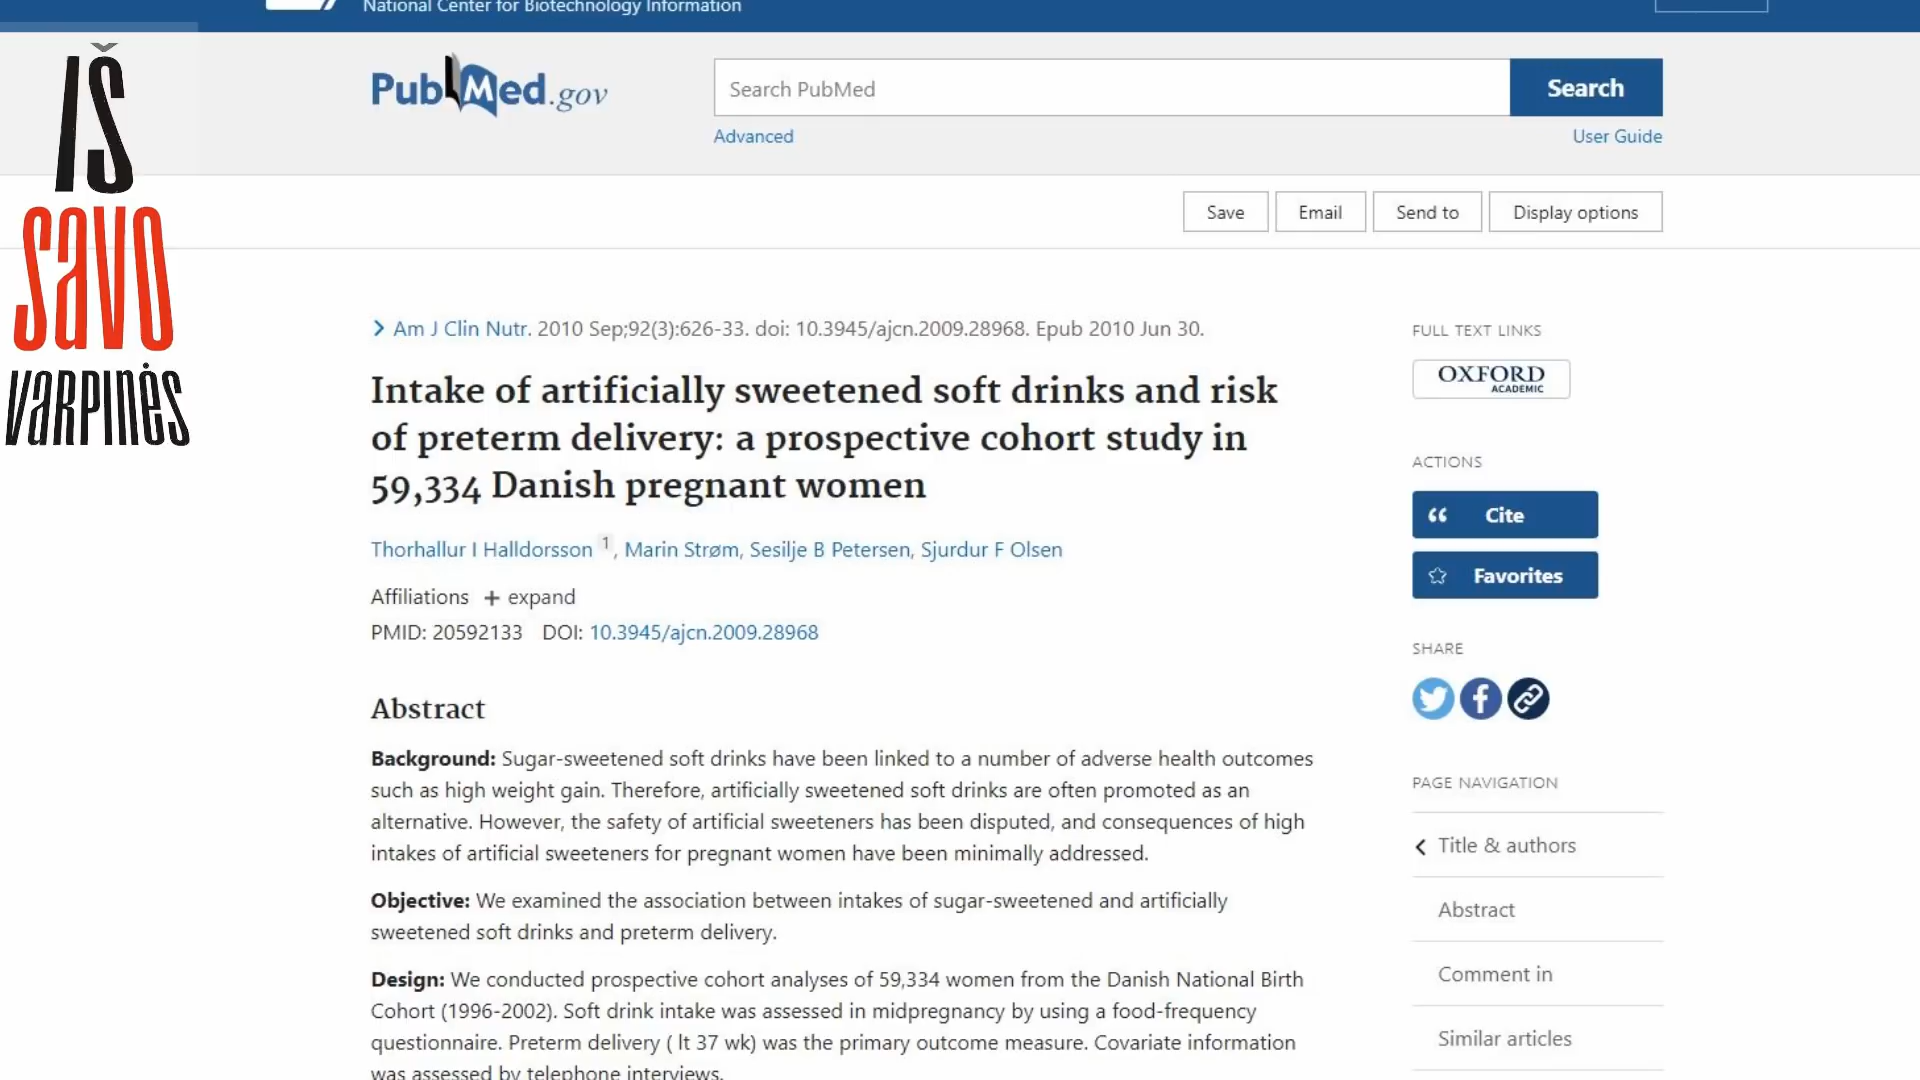 National Center for Biotechnology Information
IŠ
SAVO
VARPINĖS
PubMed.gov
Search PubMed
Search
Advanced
User Guide
Save
Email
Send to
Display options
Am J Clin Nutr. 2010 Sep;92(3):626-33. doi: 10.3945/ajcn.2009.28968. Epub 2010 Jun 30.
Intake of artificially sweetened soft drinks and risk
of preterm delivery: a prospective cohort study in
59,334 Danish pregnant women
Thorhallur I Halldorsson 1, Marin Strøm, Sesilje B Petersen, Sjurdur F Olsen
Affiliations + expand
PMID: 20592133 DOI: 10.3945/ajcn.2009.28968
Abstract
Background: Sugar-sweetened soft drinks have been linked to a number of adverse health outcomes
such as high weight gain. Therefore, artificially sweetened soft drinks are often promoted as an
alternative. However, the safety of artificial sweeteners has been disputed, and consequences of high
intakes of artificial sweeteners for pregnant women have been minimally addressed.
Objective: We examined the association between intakes of sugar-sweetened and artificially
sweetened soft drinks and preterm delivery.
Design: We conducted prospective cohort analyses of 59,334 women from the Danish National Birth
Cohort (1996-2002). Soft drink intake was assessed in midpregnancy by using a food-frequency
questionnaire. Preterm delivery ( lt 37 wk) was the primary outcome measure. Covariate information
was assessed by telephone interviews.
FULL TEXT LINKS
OXFORD
ACADEMIC
ACTIONS
Cite
Favorites
SHARE
PAGE NAVIGATION
Title & authors
Abstract
Comment in
Similar articles